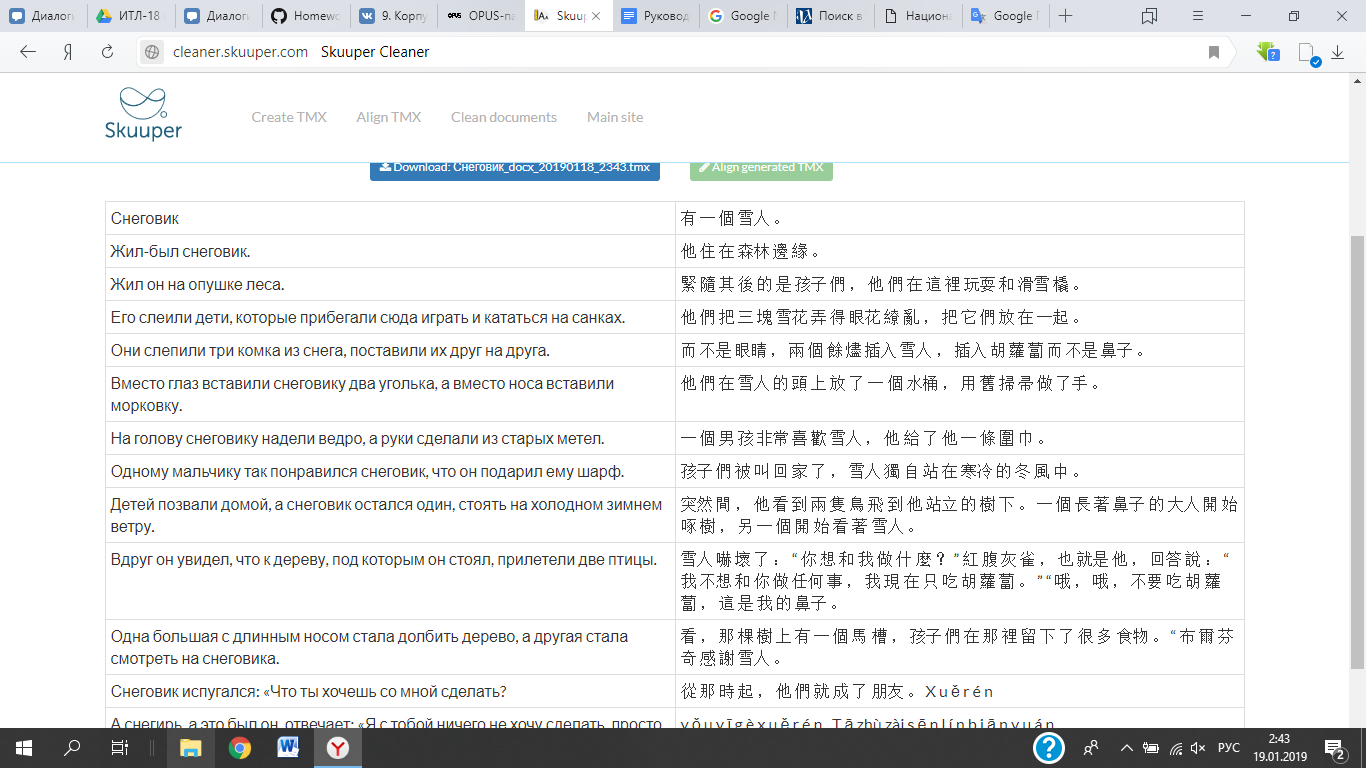 Диалоги
ИТЛ-18
Диалоги
Homew
9. Корпу
OPUS-па
Skuup
Руковод
Google
Поиск в
Национа
Google
cleaner.skuuper.com Skuuper Cleaner
Skuuper
Create TMX Align TMX Clean documents Main site
Download: Снеговик_docx_20190118_2343.tmx Align generated TMX
Снеговик 有一個雪人。
Жил-был снеговик. 他住在森林邊緣。
Жил он на опушке леса. 緊隨其後的是孩子們，他們在這裡玩耍和滑雪橇。
Его слеили дети, которые прибегали сюда играть и кататься на санках. 他們把三塊雪花弄得眼花繚亂，把它們放在一起。
Они слепили три комка из снега, поставили их друг на друга. 而不是眼睛，兩個餘燼插入雪人，插入胡蘿蔔而不是鼻子。
Вместо глаз вставили снеговику два уголька, а вместо носа вставили
морковку.
他們在雪人的頭上放了一個水桶，用舊掃帚做了手。
На голову снеговику надели ведро, а руки сделали из старых метел. 一個男孩非常喜歡雪人，他給了他一條圍巾。
Одному мальчику так понравился снеговик, что он подарил ему шарф. 孩子們被叫回家了，雪人獨自站在寒冷的冬風中。
Детей позвали домой, а снеговик остался один, стоять на холодном зимнем
ветру.
突然間，他看到兩隻鳥飛到他站立的樹下。一個長著鼻子的大人開始
啄樹，另一個開始看著雪人。
Вдруг он увидел, что к дереву, под которым он стоял, прилетели две птицы.
雪人嚇壞了：“你想和我做什麼？”紅腹灰雀，也就是他，回答說：“
我不想和你做任何事，我現在只吃胡蘿蔔。”“哦，哦，不要吃胡蘿
蔔，這是我的鼻子。
Одна большая с длинным носом стала долбить дерево, а другая стала
смотреть на снеговика.
看，那棵樹上有一個馬槽，孩子們在那裡留下了很多食物。“布爾芬
奇感謝雪人。
Снеговик испугался: «Что ты хочешь со мной сделать? 從那時起，他們就成了朋友。Xuěrén
А снегирь, а это был он, отвечает: «Я с тобой ничего не хочу сделать, просто yǒuyīgèxuěrén. Tāzhùzàisēnlínbiānyuán.
РУС
2:43
19.01.2019
2